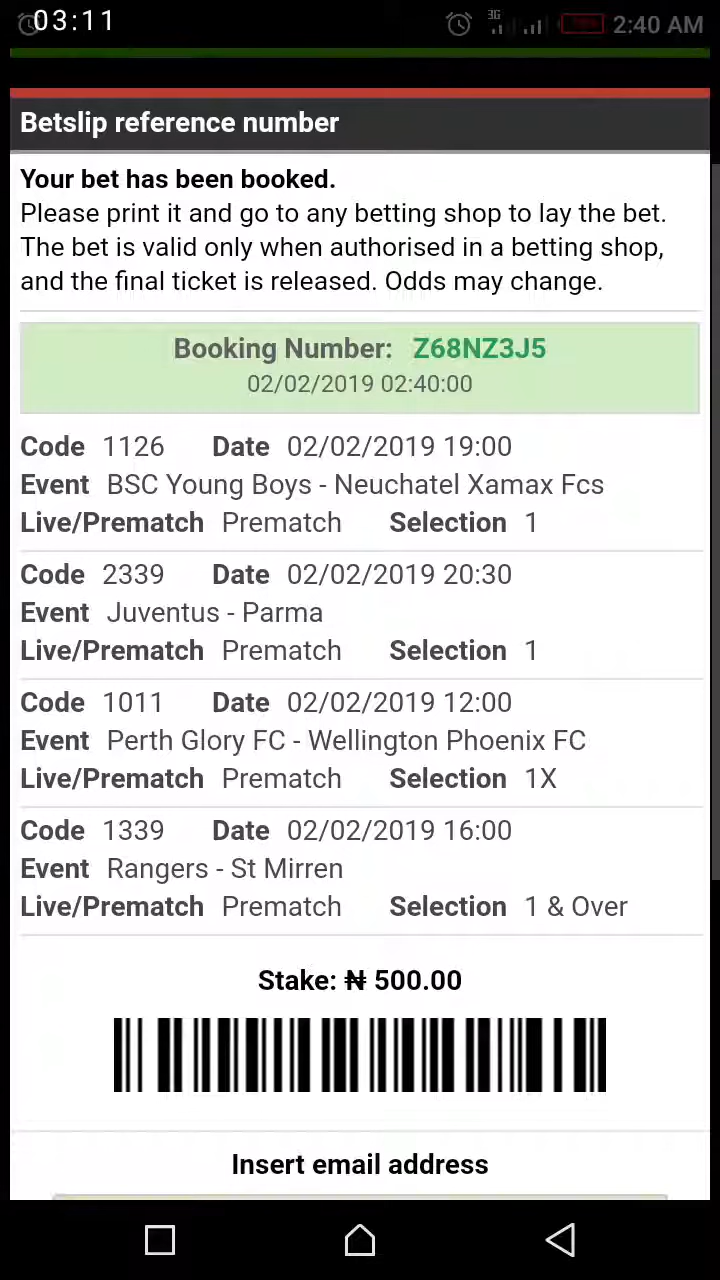 03:11
3G
2:40 AM
Betslip reference number
Your bet has been booked.
Please print it and go to any betting shop to lay the bet.
The bet is valid only when authorised in a betting shop,
and the final ticket is released. Odds may change.
Booking Number: Z68NZ3J5
02/02/2019 02:40:00
Code 1126 Date 02/02/2019 19:00
Event BSC Young Boys - Neuchatel Xamax Fcs
Live/Prematch Prematch Selection 1
Code 2339 Date 02/02/2019 20:30
Event Juventus - Parma
Live/Prematch Prematch Selection 1
Code 1011 Date 02/02/2019 12:00
Event Perth Glory FC - Wellington Phoenix FC
Live/Prematch Prematch Selection 1X
Code 1339 Date 02/02/2019 16:00
Event Rangers - St Mirren
Live/Prematch Prematch Selection 1 & Over
Stake: ₦ 500.00
Insert email address